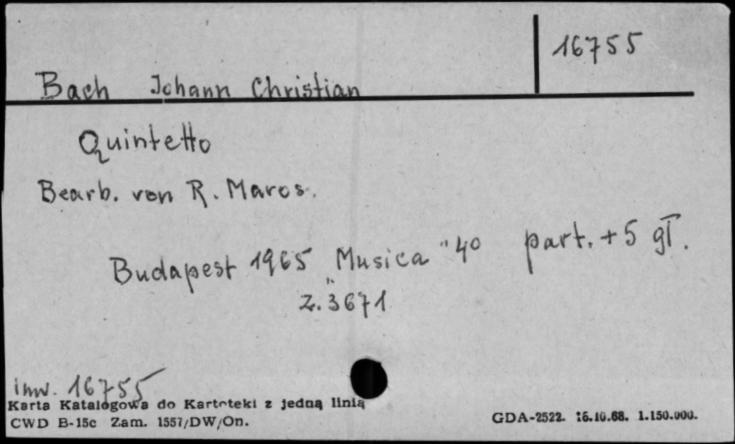 16755
Bach Johann Christian
Quintetto
Bearb. von R. Maros.
Budapest 1965 „Musica" 4° part. + 5 gł.
Z. 3671
inw. 16755
Karta Katalogowa do Kartoteki z jedną linią
CWD B-15c Zam. 1557/DW/On.
GDA-2522. 16.10.68. 1.150.000.